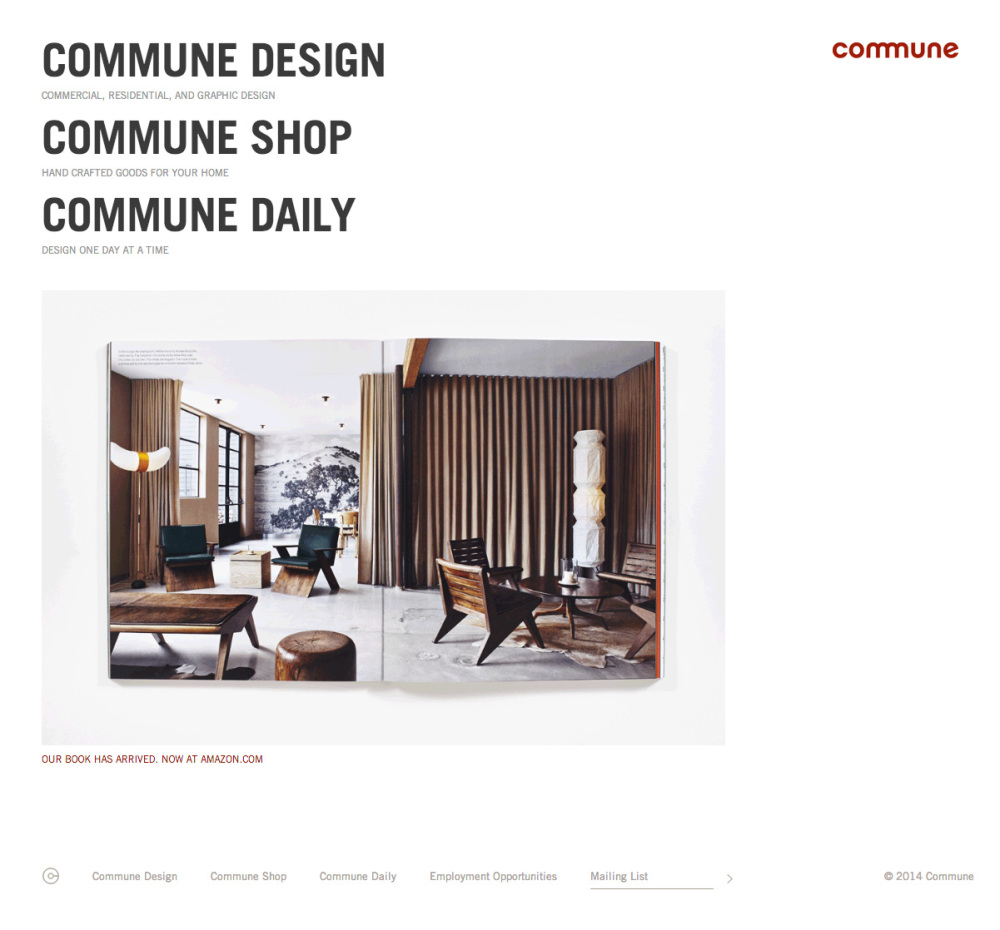 COMMUNE DESIGN
commune
COMMERCIAL, RESIDENTIAL, AND GRAPHIC DESIGN
COMMUNE SHOP
HAND CRAFTED GOODS FOR YOUR HOME
COMMUNE DAILY
DESIGN ONE DAY AT A TIME
OUR BOOK HAS ARRIVED. NOW AT AMAZON.COM
Commune Design Commune Shop Commune Daily Employment Opportunities Mailing List © 2014 Commune